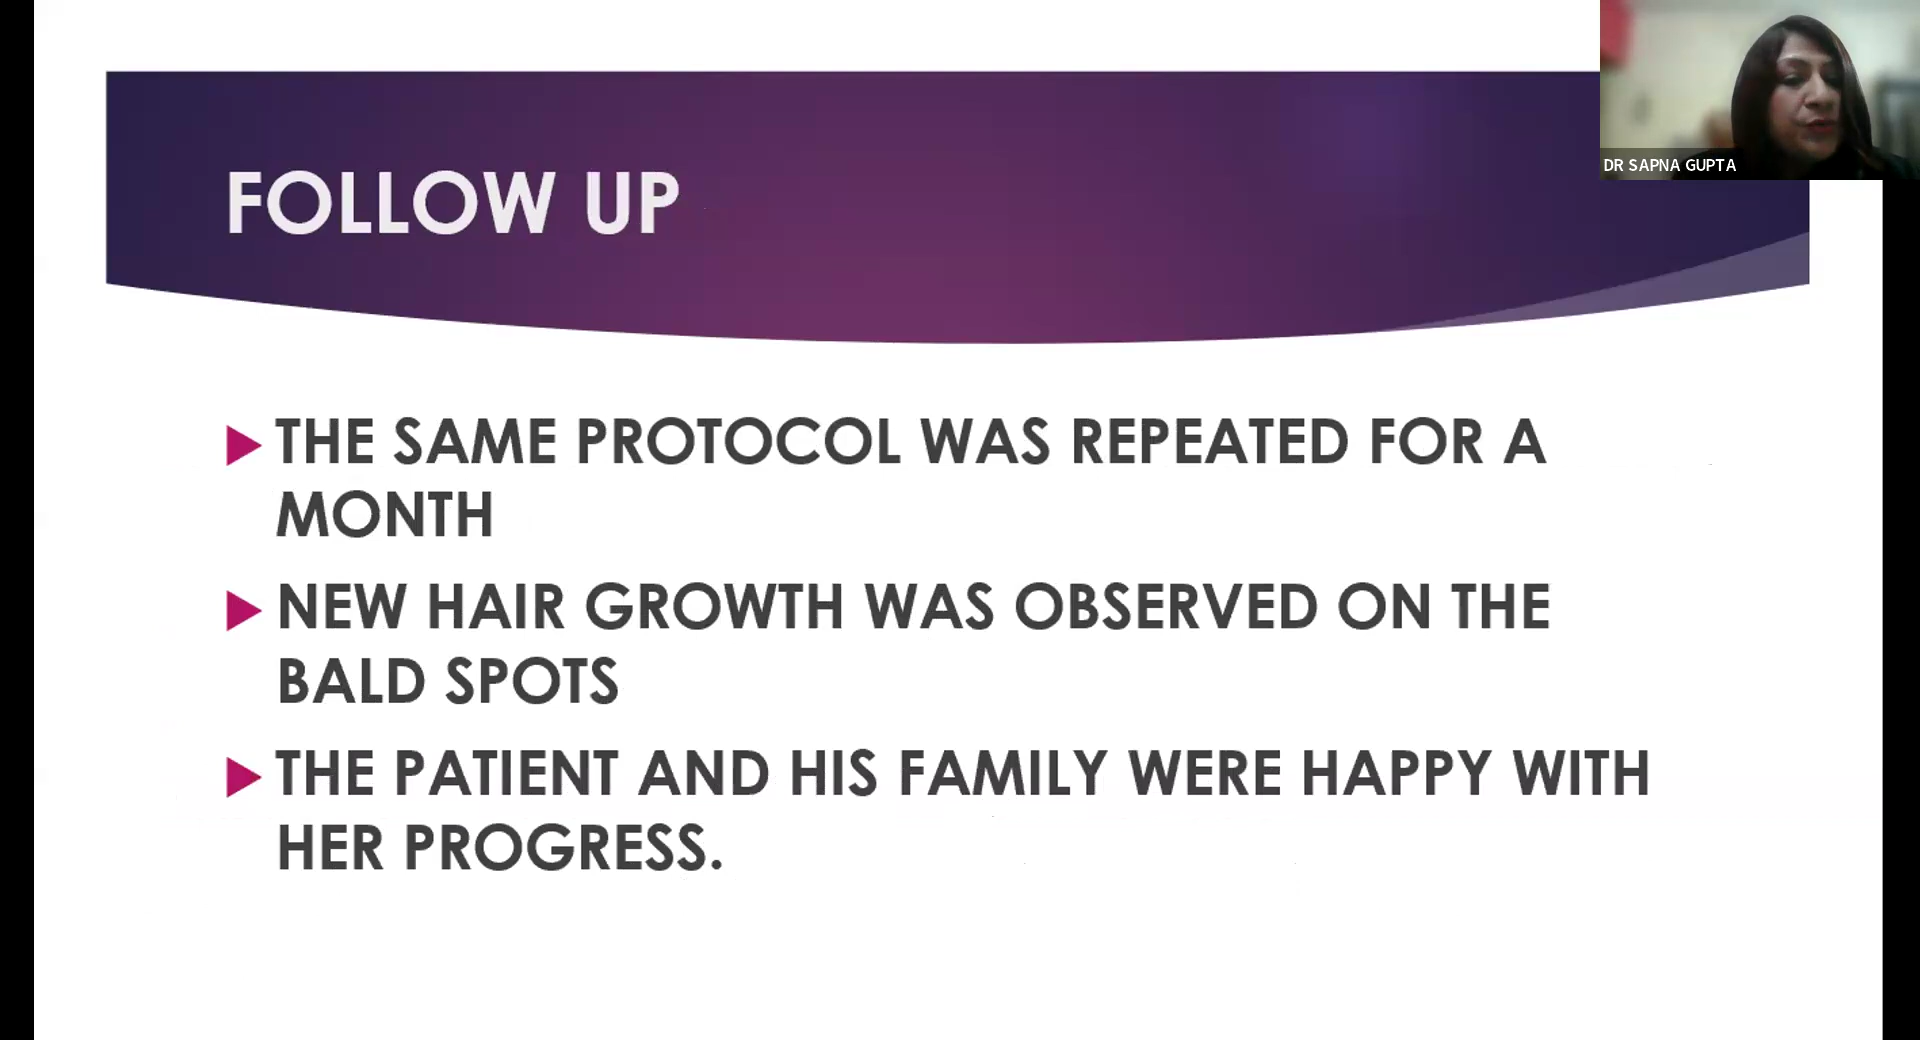 DR SAPNA GUPTA
FOLLOW UP
THE SAME PROTOCOL WAS REPEATED FOR A
MONTH
NEW HAIR GROWTH WAS OBSERVED ON THE
BALD SPOTS
THE PATIENT AND HIS FAMILY WERE HAPPY WITH
HER PROGRESS.